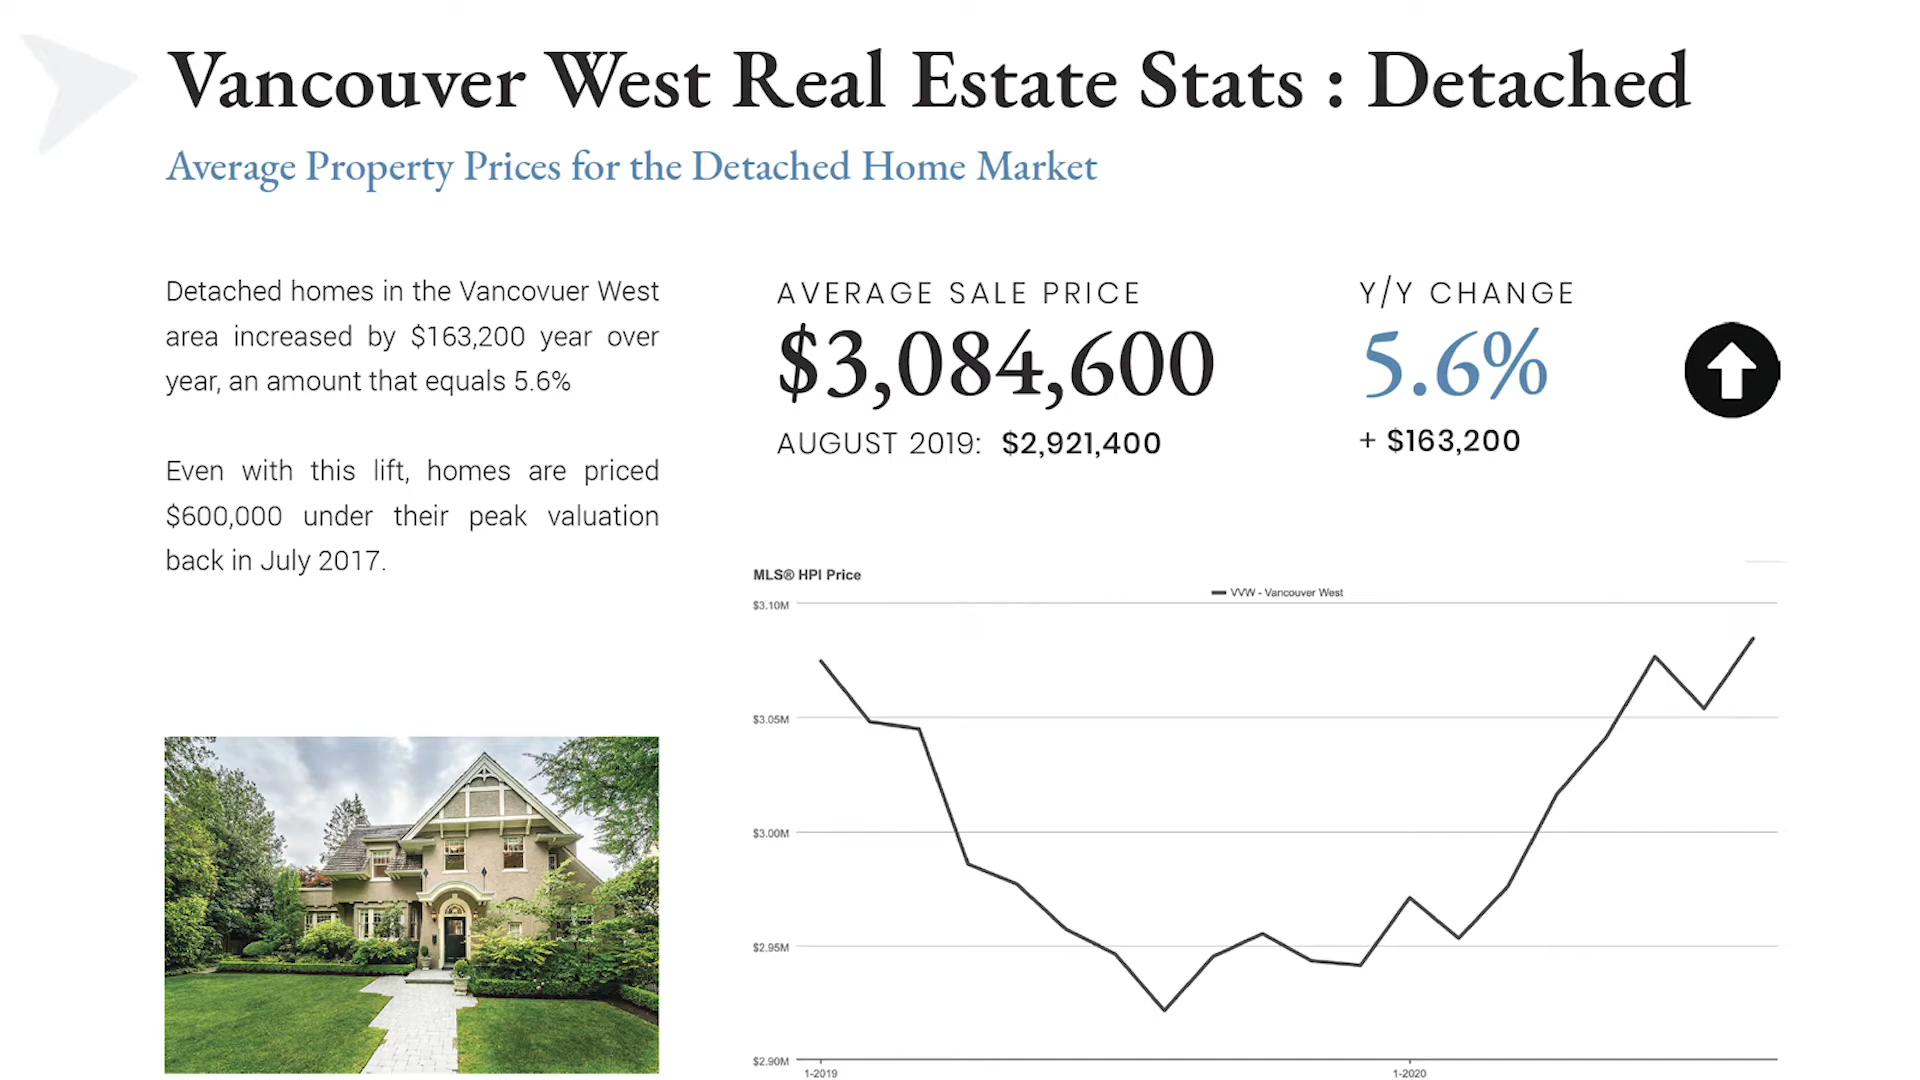 Vancouver West Real Estate Stats : Detached
Average Property Prices for the Detached Home Market
Detached homes in the Vancovuer West
area increased by $163,200 year over
year, an amount that equals 5.6%
Even with this lift, homes are priced
$600,000 under their peak valuation
back in July 2017.
AVERAGE SALE PRICE
$3,084,600
AUGUST 2019: $2,921,400
Y/Y CHANGE
5.6%
+ $163,200
MLS® HPI Price
VVW - Vancouver West
$3.10M
$3.05M
$3.00M
$2.95M
$2.90M
1-2019
1-2020